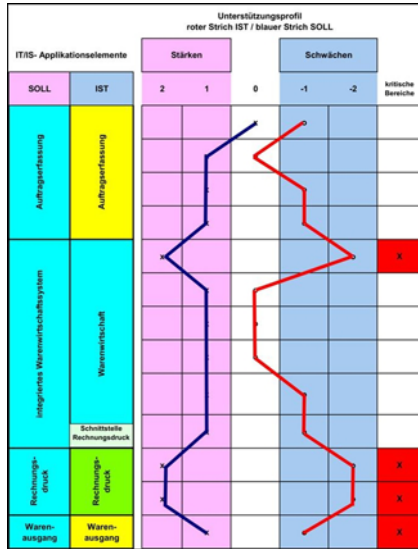 Unterstützungsprofil
roter Strich IST / blauer Strich SOLL
IT/IS- Applikationselemente
Stärken
Schwächen
SOLL
IST
2
1
0
-1
-2
kritische
Bereiche
Auftragserfassung
Auftragserfassung
integriertes Warenwirtschaftssystem
Warenwirtschaft
X
Schnittstelle
Rechnungsdruck
Rechnungs-
druck
Rechnungs-
druck
X
X
Waren-
ausgang
Waren-
ausgang
X